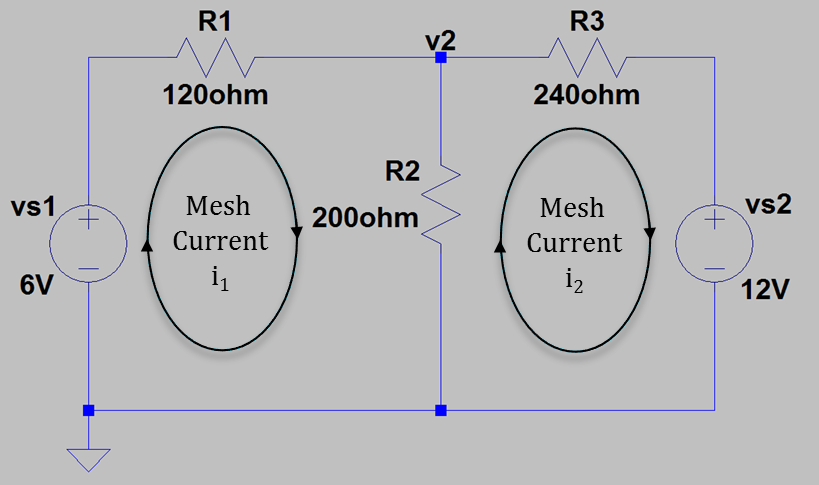 R1
120ohm
v2
R3
240ohm
R2
200ohm
vs1
6V
Mesh
Current
i₁
Mesh
Current
i₂
vs2
12V